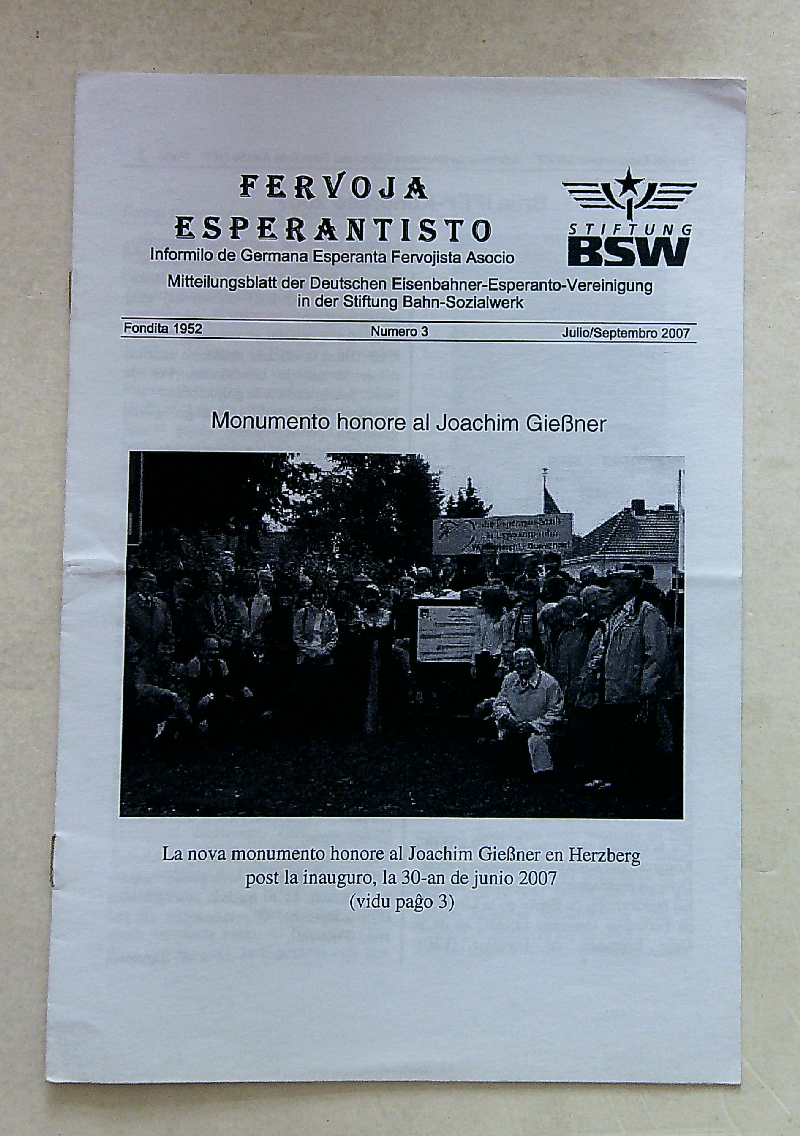 FERVOJA
ESPERANTISTO
Informilo de Germana Esperanta Fervojista Asocio
STIFTUNG
BSW
Mitteilungsblatt der Deutschen Eisenbahner-Esperanto-Vereinigung
in der Stiftung Bahn-Sozialwerk
Fondita 1952 Numero 3 Julio/Septembro 2007
Monumento honore al Joachim Gießner
La nova monumento honore al Joachim Gießner en Herzberg
post la inauguro, la 30-an de junio 2007
(vidu paĝo 3)